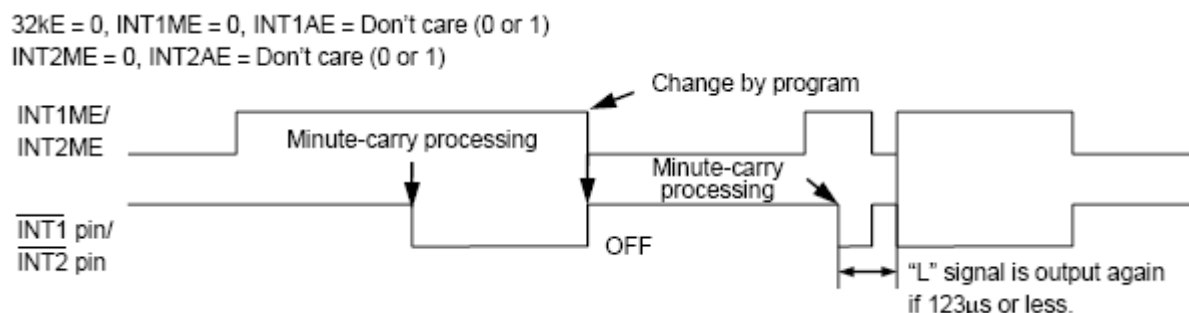 32kE = 0, INT1ME = 0, INT1AE = Don't care (0 or 1)
INT2ME = 0, INT2AE = Don't care (0 or 1)
Change by program
INT1ME/
INT2ME
Minute-carry processing
Minute-carry
processing
INT1 pin/
INT2 pin
OFF
“L” signal is output again
if 123µs or less.